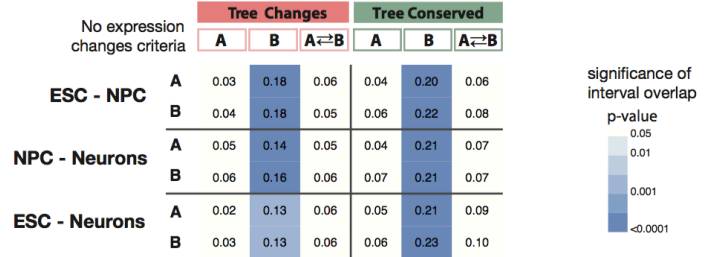 Tree Changes Tree Conserved
No expression
changes criteria
A B A⇄B A B A⇄B
ESC - NPC
A 0.03 0.18 0.06 0.04 0.20 0.06
B 0.04 0.18 0.05 0.06 0.22 0.08
NPC - Neurons
A 0.05 0.14 0.05 0.04 0.21 0.07
B 0.06 0.16 0.06 0.07 0.21 0.07
ESC - Neurons
A 0.02 0.13 0.06 0.05 0.21 0.09
B 0.03 0.13 0.06 0.06 0.23 0.10
significance of
interval overlap
p-value
0.05
0.01
0.001
<0.0001